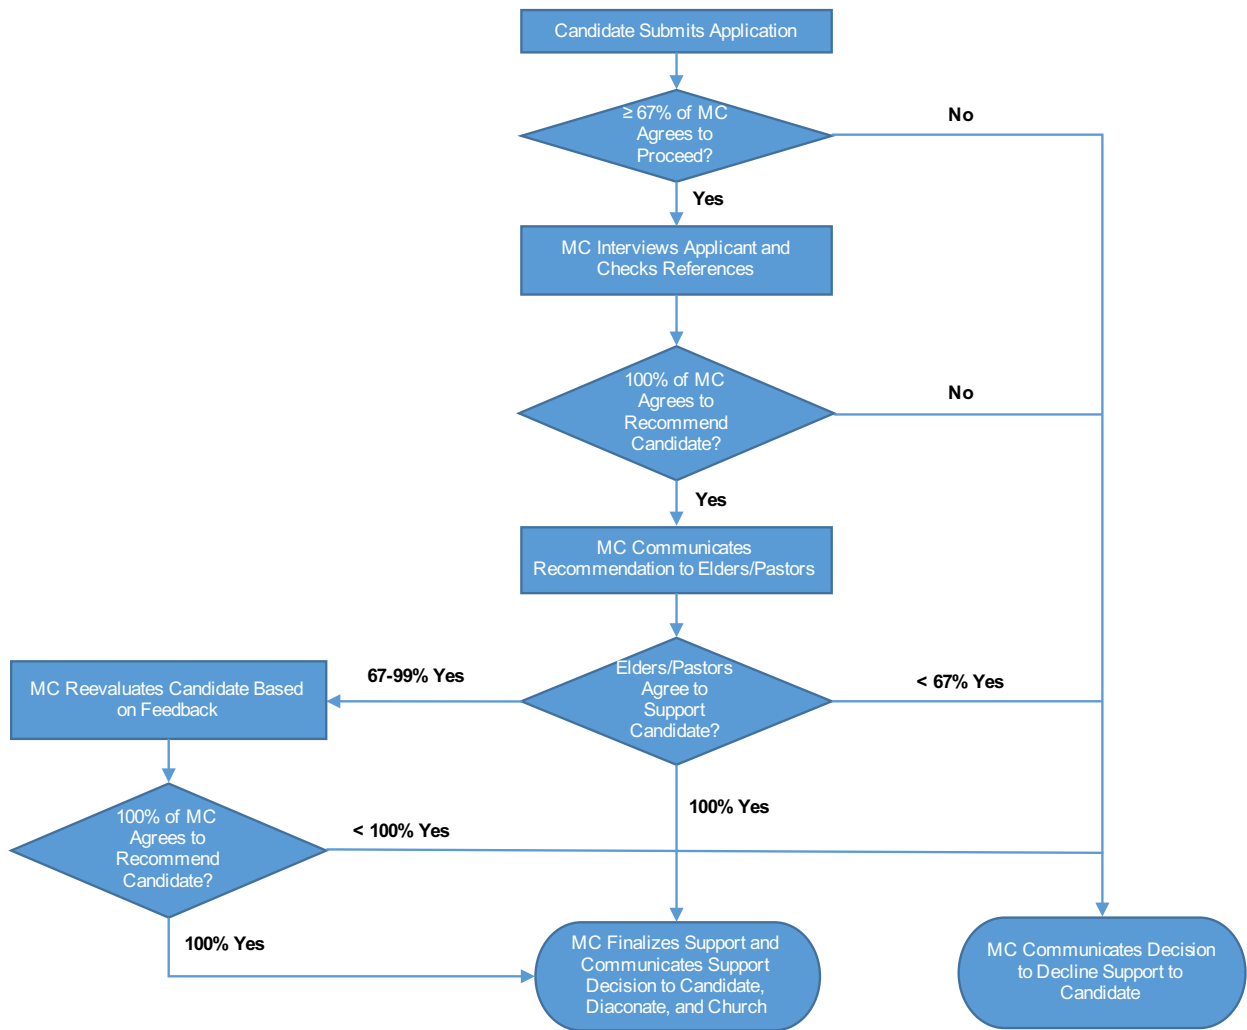 Candidate Submits Application
≥ 67% of MC
Agrees to
Proceed?
No
Yes
MC Interviews Applicant and
Checks References
100% of MC
Agrees to
Recommend
Candidate?
No
Yes
MC Communicates
Recommendation to Elders/Pastors
Elders/Pastors
Agree to
Support
Candidate?
67-99% Yes
< 67% Yes
MC Reevaluates Candidate Based
on Feedback
100% Yes
100% of MC
Agrees to
Recommend
Candidate?
< 100% Yes
100% Yes
MC Finalizes Support and
Communicates Support
Decision to Candidate,
Diaconate, and Church
MC Communicates Decision
to Decline Support to
Candidate